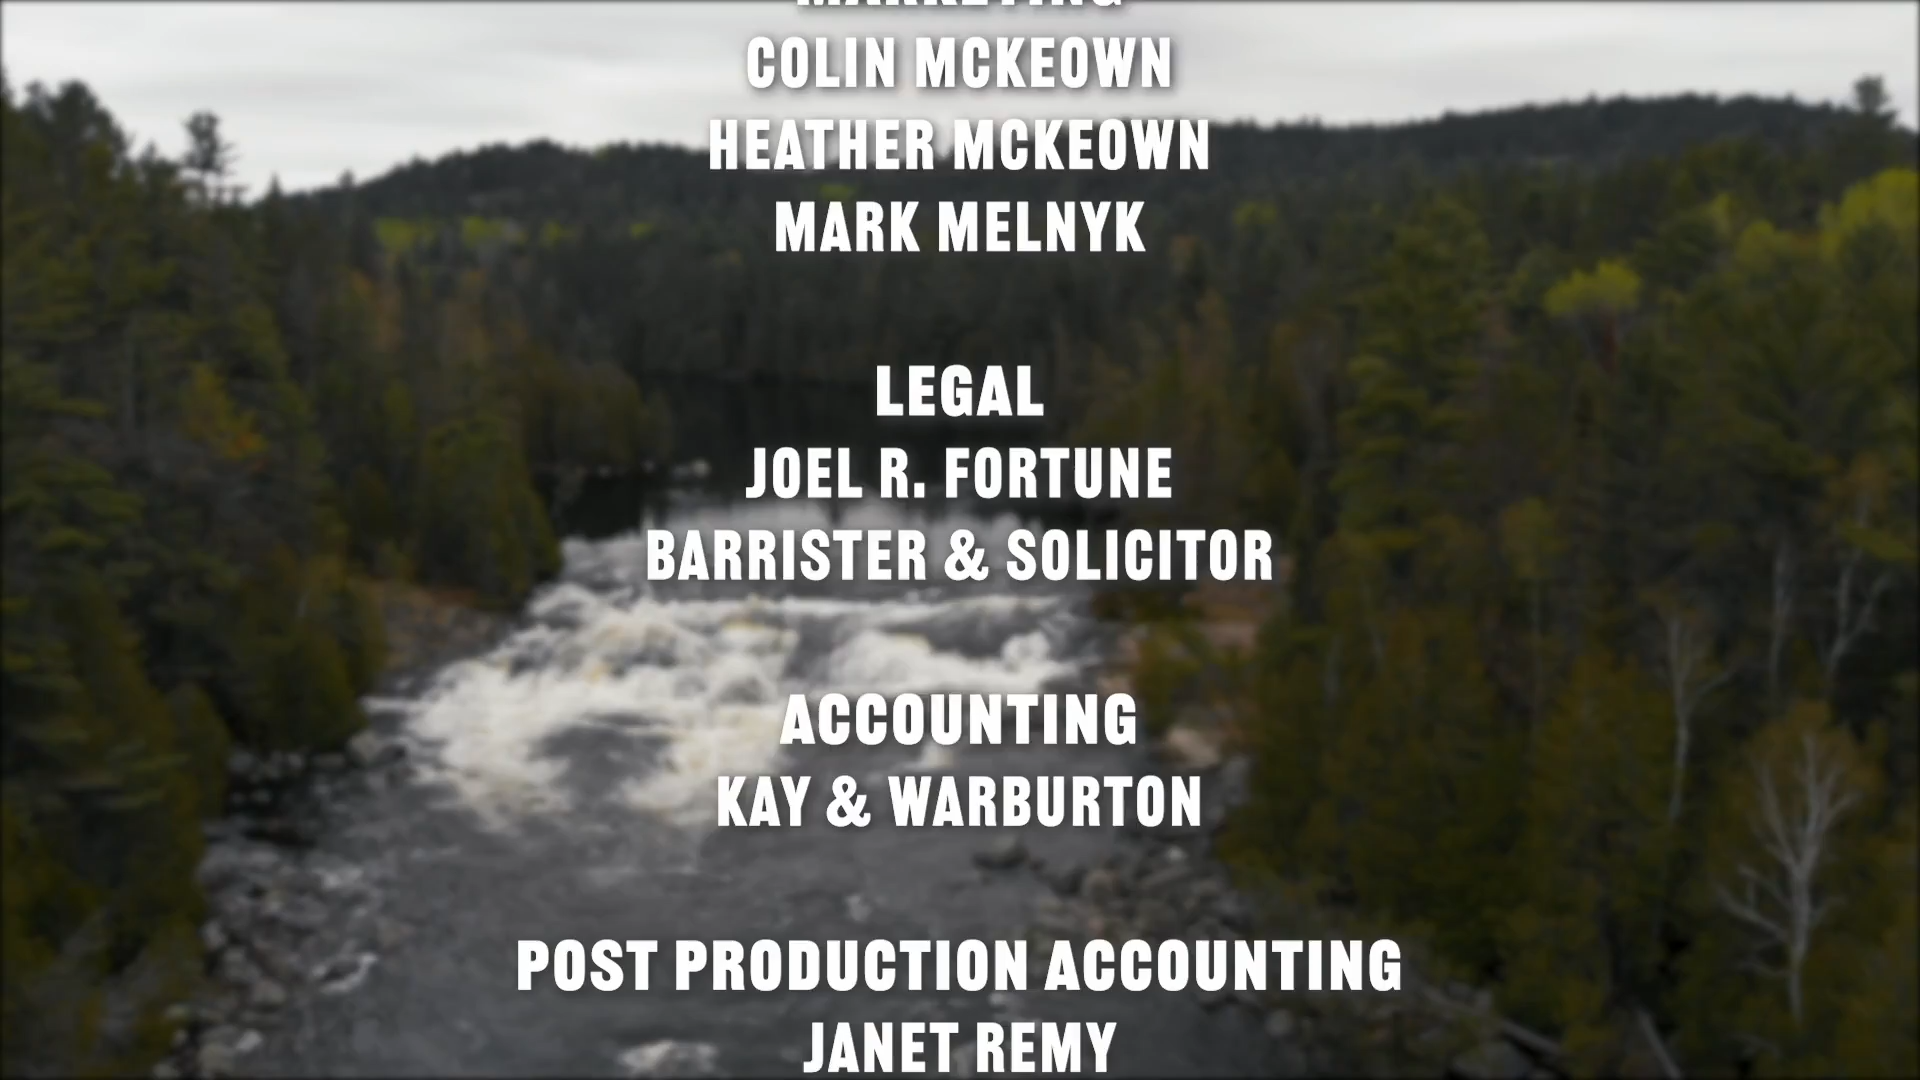 MARKETING
COLIN MCKEOWN
HEATHER MCKEOWN
MARK MELNYK
LEGAL
JOEL R. FORTUNE
BARRISTER & SOLICITOR
ACCOUNTING
KAY & WARBURTON
POST PRODUCTION ACCOUNTING
JANET REMY